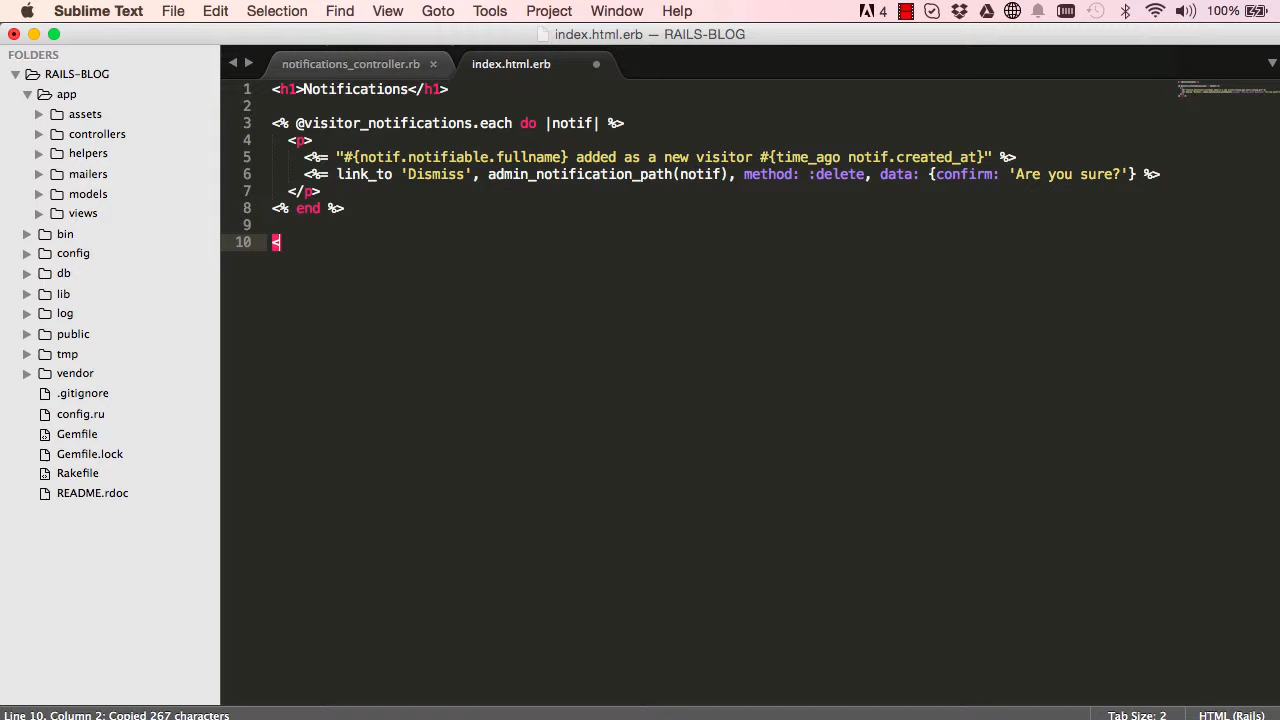 Sublime Text File Edit Selection Find View Goto Tools Project Window Help 4 100%
index.html.erb — RAILS-BLOG
FOLDERS
RAILS-BLOG
app
assets
controllers
helpers
mailers
models
views
bin
config
db
lib
log
public
tmp
vendor
.gitignore
config.ru
Gemfile
Gemfile.lock
Rakefile
README.rdoc
notifications_controller.rb × index.html.erb
1 <h1>Notifications</h1>
2
3 <% @visitor_notifications.each do |notif| %>
4 <p>
5 <%= "#{notif.notifiable.fullname} added as a new visitor #{time_ago notif.created_at}" %>
6 <%= link_to 'Dismiss', admin_notification_path(notif), method: :delete, data: {confirm: 'Are you sure?'} %>
7 </p>
8 <% end %>
9
10 <
Line 10, Column 2; Copied 267 characters Tab Size: 2 HTML (Rails)